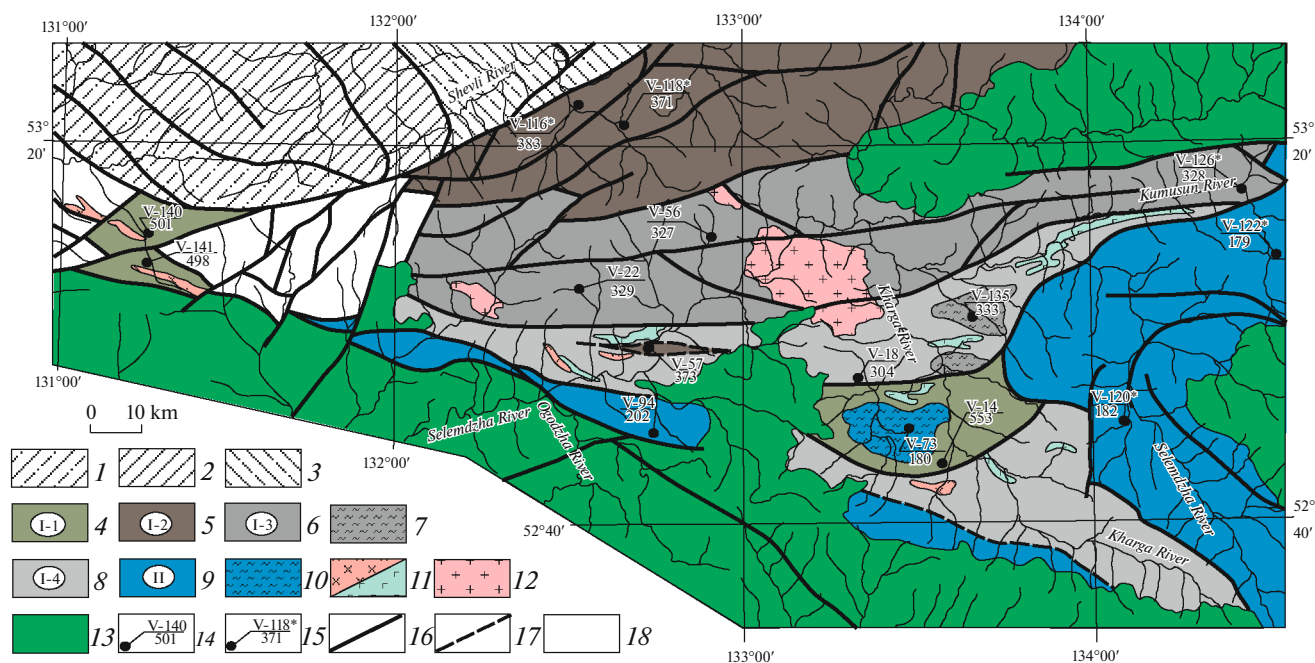 131°00′
132°00′
133°00′
134°00′
Shevli River
V-118*
371
V-116*
383
53°
20′
53°
20′
V-126*
328
Kumusun River
V-140
501
V-56
327
V-122*
179
V-141
498
V-22
329
V-135
333
Kharga River
131°00′
V-57
373
V-18
304
0 10 km
V-94
202
V-14
553
V-120*
182
Selemdzha River
Ogodzha River
V-73
180
Selemdzha River
132°00′
1
2
3
52°
40′
52°40′
I-1 4
I-2 5
I-3 6
7
Kharga River
I-4 8
II 9
10
11
12
13
V-140
501 14
V-118*
371 15
16
17
18
133°00′
134°00′